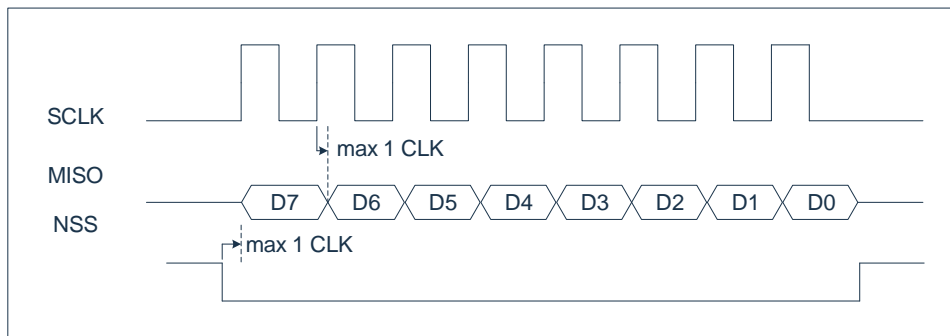 SCLK
max 1 CLK
MISO
D7 D6 D5 D4 D3 D2 D1 D0
NSS
max 1 CLK